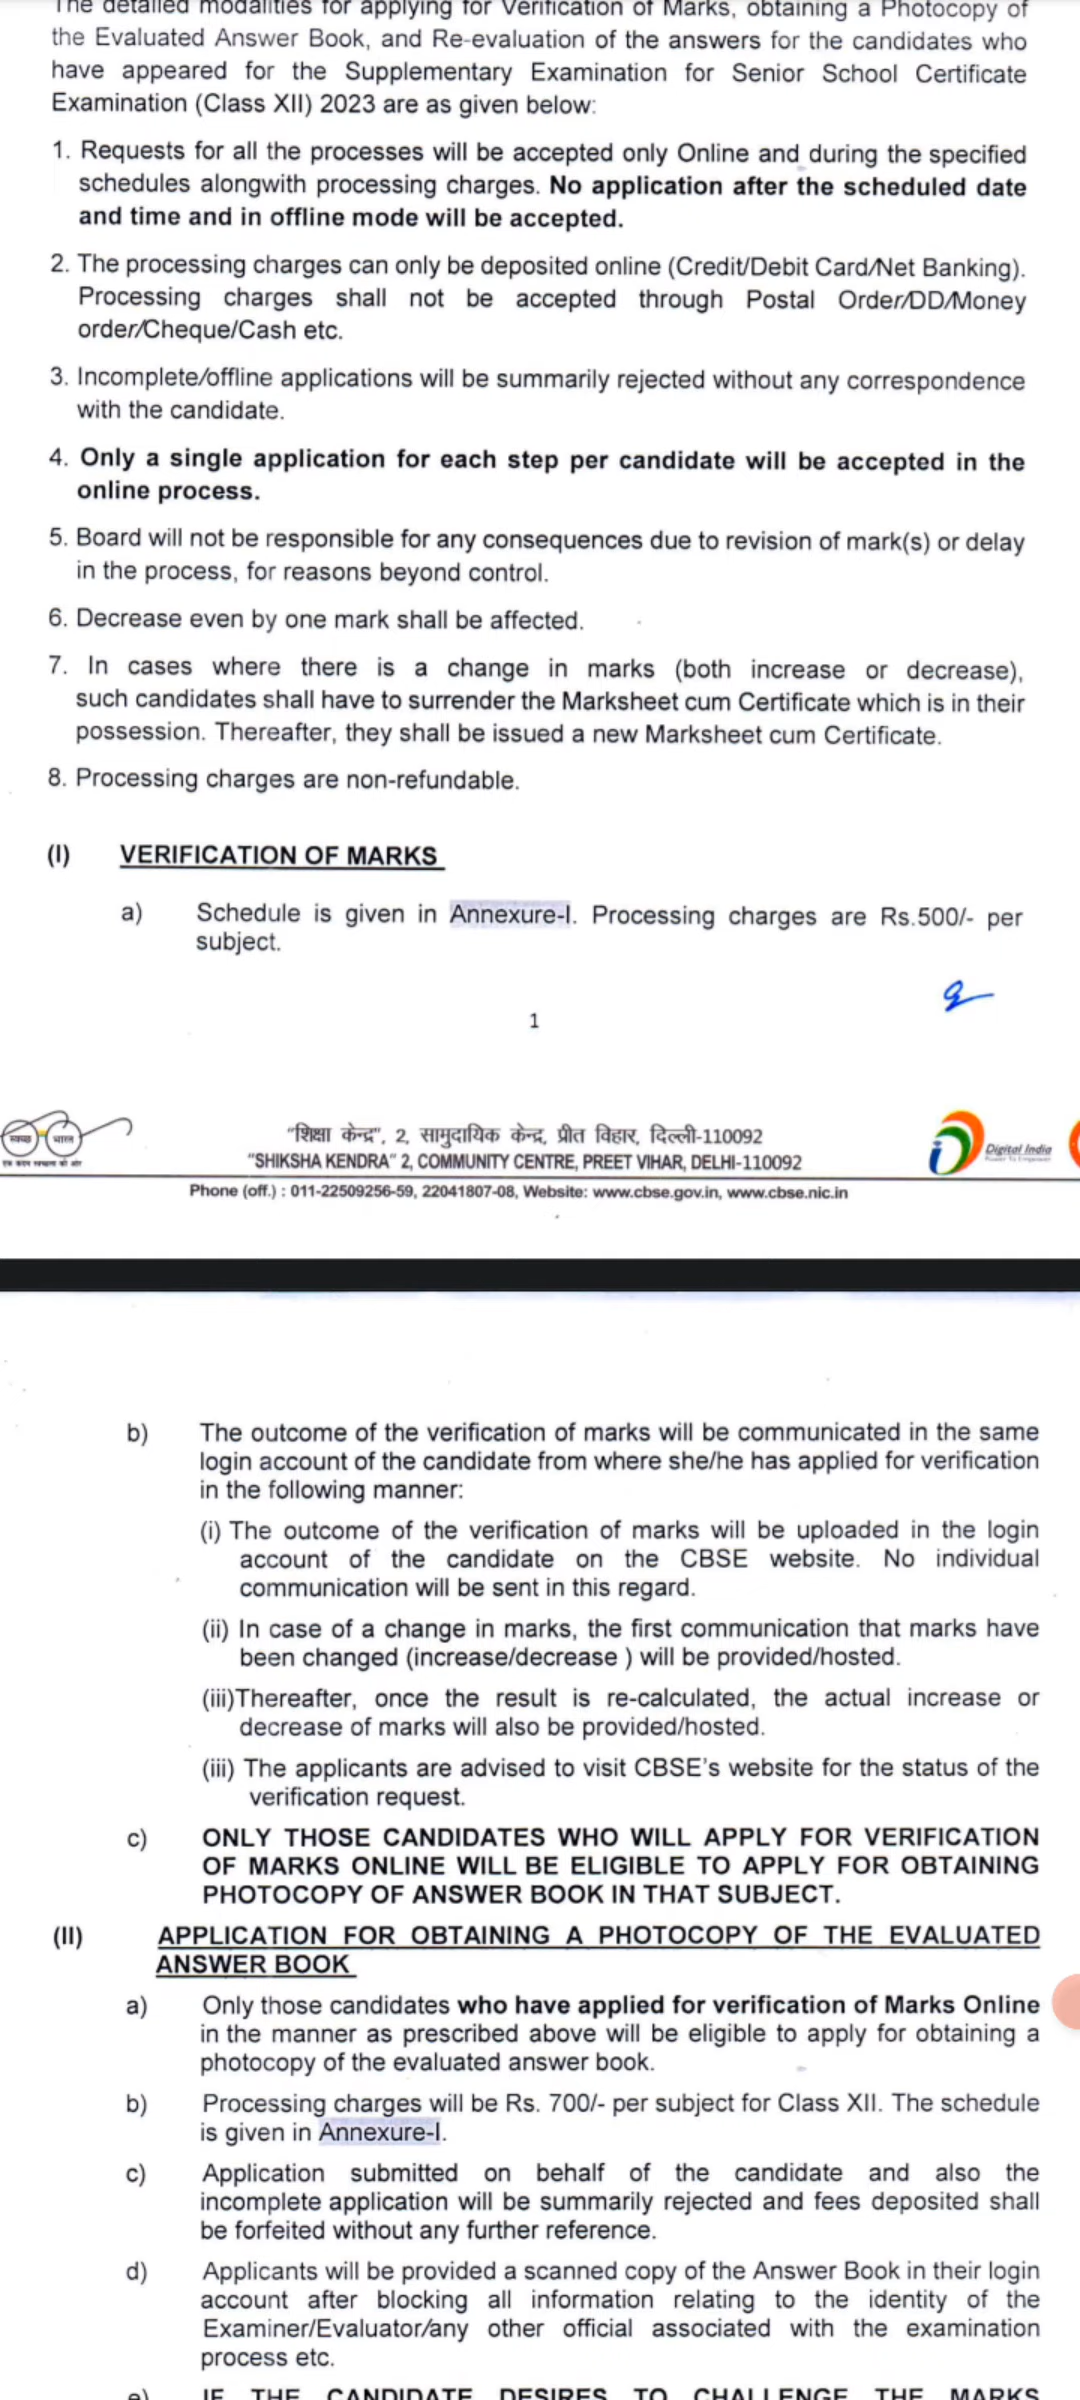 The detailed modalities for applying for Verification of Marks, obtaining a Photocopy of
the Evaluated Answer Book, and Re-evaluation of the answers for the candidates who
have appeared for the Supplementary Examination for Senior School Certificate
Examination (Class XII) 2023 are as given below:
1. Requests for all the processes will be accepted only Online and during the specified
schedules alongwith processing charges. No application after the scheduled date
and time and in offline mode will be accepted.
2. The processing charges can only be deposited online (Credit/Debit Card/Net Banking).
Processing charges shall not be accepted through Postal Order/DD/Money
order/Cheque/Cash etc.
3. Incomplete/offline applications will be summarily rejected without any correspondence
with the candidate.
4. Only a single application for each step per candidate will be accepted in the
online process.
5. Board will not be responsible for any consequences due to revision of mark(s) or delay
in the process, for reasons beyond control.
6. Decrease even by one mark shall be affected.
7. In cases where there is a change in marks (both increase or decrease),
such candidates shall have to surrender the Marksheet cum Certificate which is in their
possession. Thereafter, they shall be issued a new Marksheet cum Certificate.
8. Processing charges are non-refundable.
(I) VERIFICATION OF MARKS
a) Schedule is given in Annexure-I. Processing charges are Rs.500/- per
subject.
1
स्वच्छ भारत
एक कदम स्वच्छता की ओर
"शिक्षा केन्द्र", 2, सामुदायिक केन्द्र, प्रीत विहार, दिल्ली-110092
"SHIKSHA KENDRA" 2, COMMUNITY CENTRE, PREET VIHAR, DELHI-110092
Digital India
Power To Empower
Phone (off.) : 011-22509256-59, 22041807-08, Website: www.cbse.gov.in, www.cbse.nic.in
b) The outcome of the verification of marks will be communicated in the same
login account of the candidate from where she/he has applied for verification
in the following manner:
(i) The outcome of the verification of marks will be uploaded in the login
account of the candidate on the CBSE website. No individual
communication will be sent in this regard.
(ii) In case of a change in marks, the first communication that marks have
been changed (increase/decrease ) will be provided/hosted.
(iii)Thereafter, once the result is re-calculated, the actual increase or
decrease of marks will also be provided/hosted.
(iii) The applicants are advised to visit CBSE's website for the status of the
verification request.
c) ONLY THOSE CANDIDATES WHO WILL APPLY FOR VERIFICATION
OF MARKS ONLINE WILL BE ELIGIBLE TO APPLY FOR OBTAINING
PHOTOCOPY OF ANSWER BOOK IN THAT SUBJECT.
(II) APPLICATION FOR OBTAINING A PHOTOCOPY OF THE EVALUATED
ANSWER BOOK
a) Only those candidates who have applied for verification of Marks Online
in the manner as prescribed above will be eligible to apply for obtaining a
photocopy of the evaluated answer book.
b) Processing charges will be Rs. 700/- per subject for Class XII. The schedule
is given in Annexure-I.
c) Application submitted on behalf of the candidate and also the
incomplete application will be summarily rejected and fees deposited shall
be forfeited without any further reference.
d) Applicants will be provided a scanned copy of the Answer Book in their login
account after blocking all information relating to the identity of the
Examiner/Evaluator/any other official associated with the examination
process etc.
e) IF THE CANDIDATE DESIRES TO CHALLENGE THE MARKS